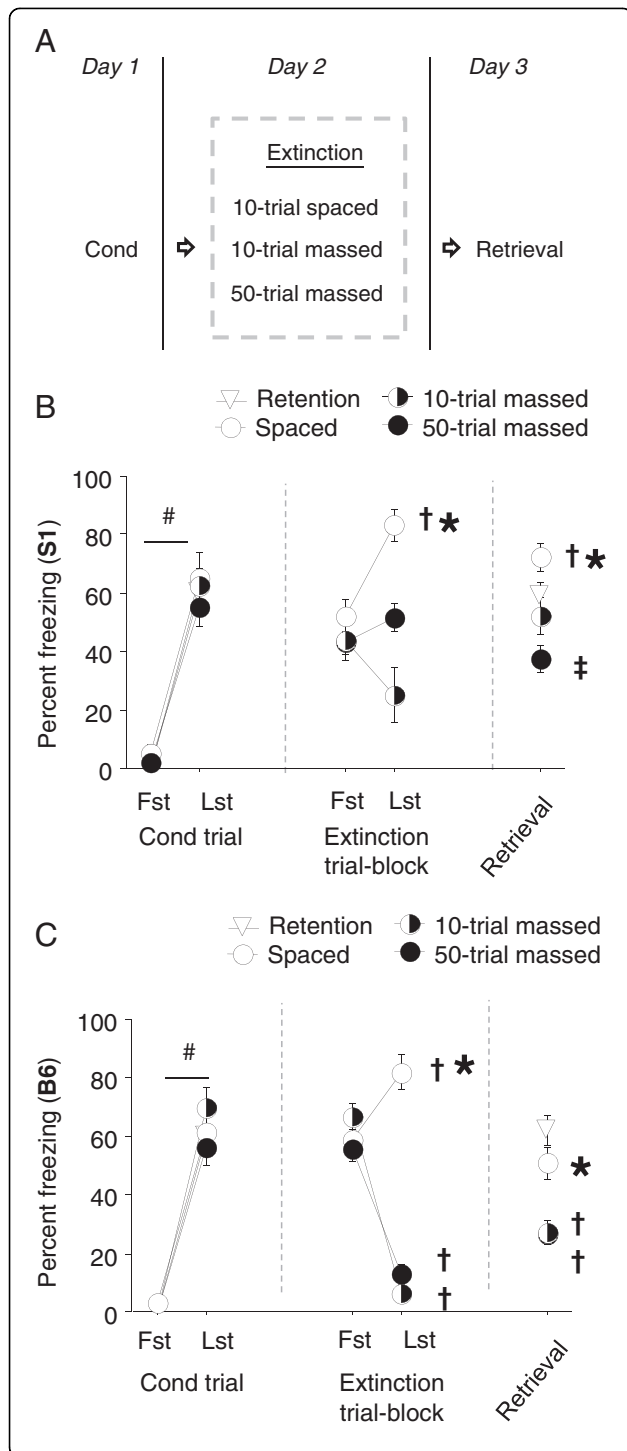 A
Day 1 Day 2 Day 3
Extinction
10-trial spaced
Cond ⇨ 10-trial massed ⇨ Retrieval
50-trial massed
B
Retention 10-trial massed
Spaced 50-trial massed
Percent freezing (S1)
100
80
60
40
20
0
#
† *
† *
‡
Fst Lst Fst Lst Retrieval
Cond trial Extinction
trial-block
C
Retention 10-trial massed
Spaced 50-trial massed
Percent freezing (B6)
100
80
60
40
20
0
#
† *
†
†
*
†
†
Fst Lst Fst Lst Retrieval
Cond trial Extinction
trial-block